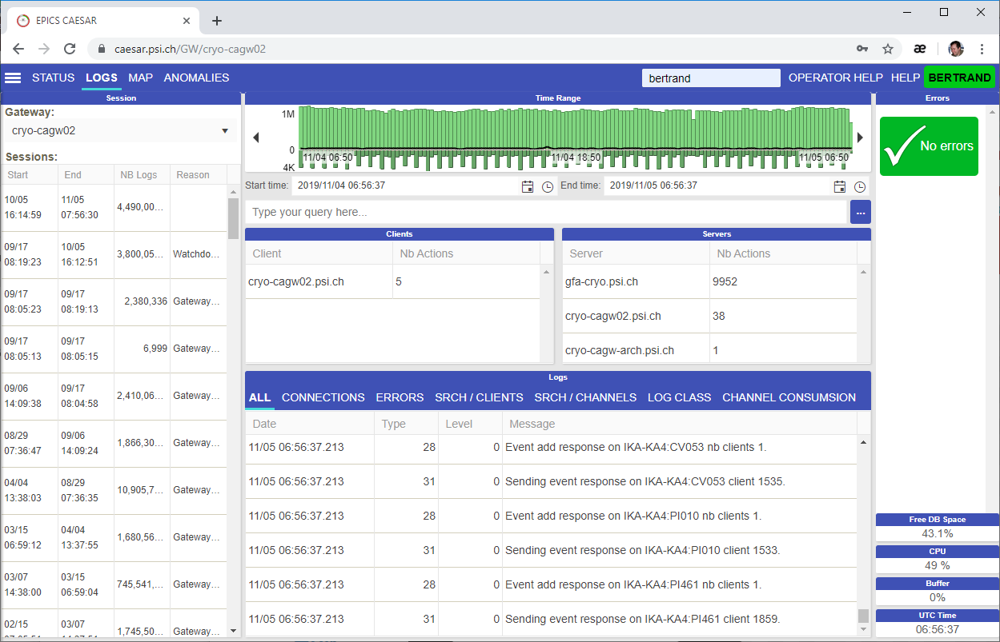 EPICS CAESAR
caesar.psi.ch/GW/cryo-cagw02
æ
STATUS LOGS MAP ANOMALIES bertrand OPERATOR HELP HELP BERTRAND
Session
Gateway:
cryo-cagw02
Sessions:
Start End NB Logs Reason
10/05 16:14:59 11/05 07:56:30 4,490,00...
09/17 08:19:23 10/05 16:12:51 3,800,05... Watchdo...
09/17 08:05:23 09/17 08:19:13 2,380,336 Gateway...
09/17 08:05:13 09/17 08:05:15 6,999 Gateway...
09/06 14:09:38 09/17 08:04:58 2,410,06... Gateway...
08/29 07:36:47 09/06 14:09:24 1,866,30... Gateway...
04/04 13:38:03 08/29 07:36:35 10,905,7... Gateway...
03/15 06:59:12 04/04 13:37:55 1,680,56... Gateway...
03/07 14:38:00 03/15 06:59:04 745,541,... Gateway...
02/15 03/07 1,745,50... Gateway...
Time Range
1M
0
4K
11/04 06:50 11/04 18:50 11/05 06:50
Start time: 2019/11/04 06:56:37 End time: 2019/11/05 06:56:37
Type your query here... ...
Clients
Client Nb Actions
cryo-cagw02.psi.ch 5
Servers
Server Nb Actions
gfa-cryo.psi.ch 9952
cryo-cagw02.psi.ch 38
cryo-cagw-arch.psi.ch 1
Logs
ALL CONNECTIONS ERRORS SRCH / CLIENTS SRCH / CHANNELS LOG CLASS CHANNEL CONSUMSION
Date Type Level Message
11/05 06:56:37.213 28 0 Event add response on IKA-KA4:CV053 nb clients 1.
11/05 06:56:37.213 31 0 Sending event response on IKA-KA4:CV053 client 1535.
11/05 06:56:37.213 28 0 Event add response on IKA-KA4:PI010 nb clients 1.
11/05 06:56:37.213 31 0 Sending event response on IKA-KA4:PI010 client 1533.
11/05 06:56:37.213 28 0 Event add response on IKA-KA4:PI461 nb clients 1.
11/05 06:56:37.213 31 0 Sending event response on IKA-KA4:PI461 client 1859.
Errors
No errors
Free DB Space
43.1%
CPU
49 %
Buffer
0%
UTC Time
06:56:37